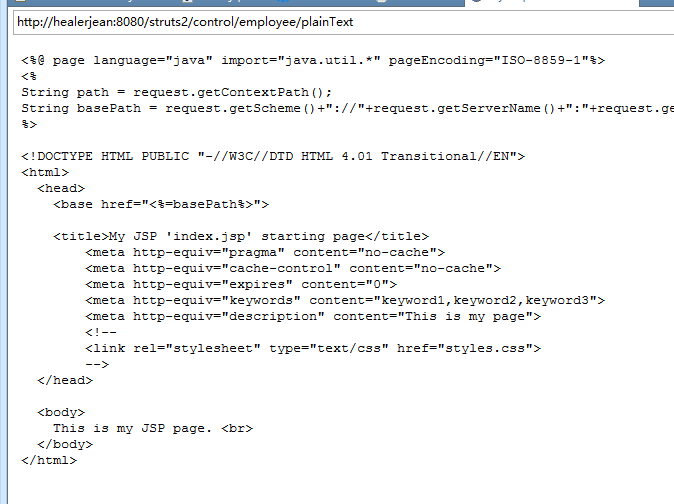 http://healerjean:8080/struts2/control/employee/plainText
<%@ page language="java" import="java.util.*" pageEncoding="ISO-8859-1"%>
<%
String path = request.getContextPath();
String basePath = request.getScheme()+"://"+request.getServerName()+":"+request.ge
%>

<!DOCTYPE HTML PUBLIC "-//W3C//DTD HTML 4.01 Transitional//EN">
<html>
  <head>
    <base href="<%=basePath%>">

    <title>My JSP 'index.jsp' starting page</title>
        <meta http-equiv="pragma" content="no-cache">
        <meta http-equiv="cache-control" content="no-cache">
        <meta http-equiv="expires" content="0">
        <meta http-equiv="keywords" content="keyword1,keyword2,keyword3">
        <meta http-equiv="description" content="This is my page">
        <!--
        <link rel="stylesheet" type="text/css" href="styles.css">
        -->
  </head>

  <body>
    This is my JSP page. <br>
  </body>
</html>